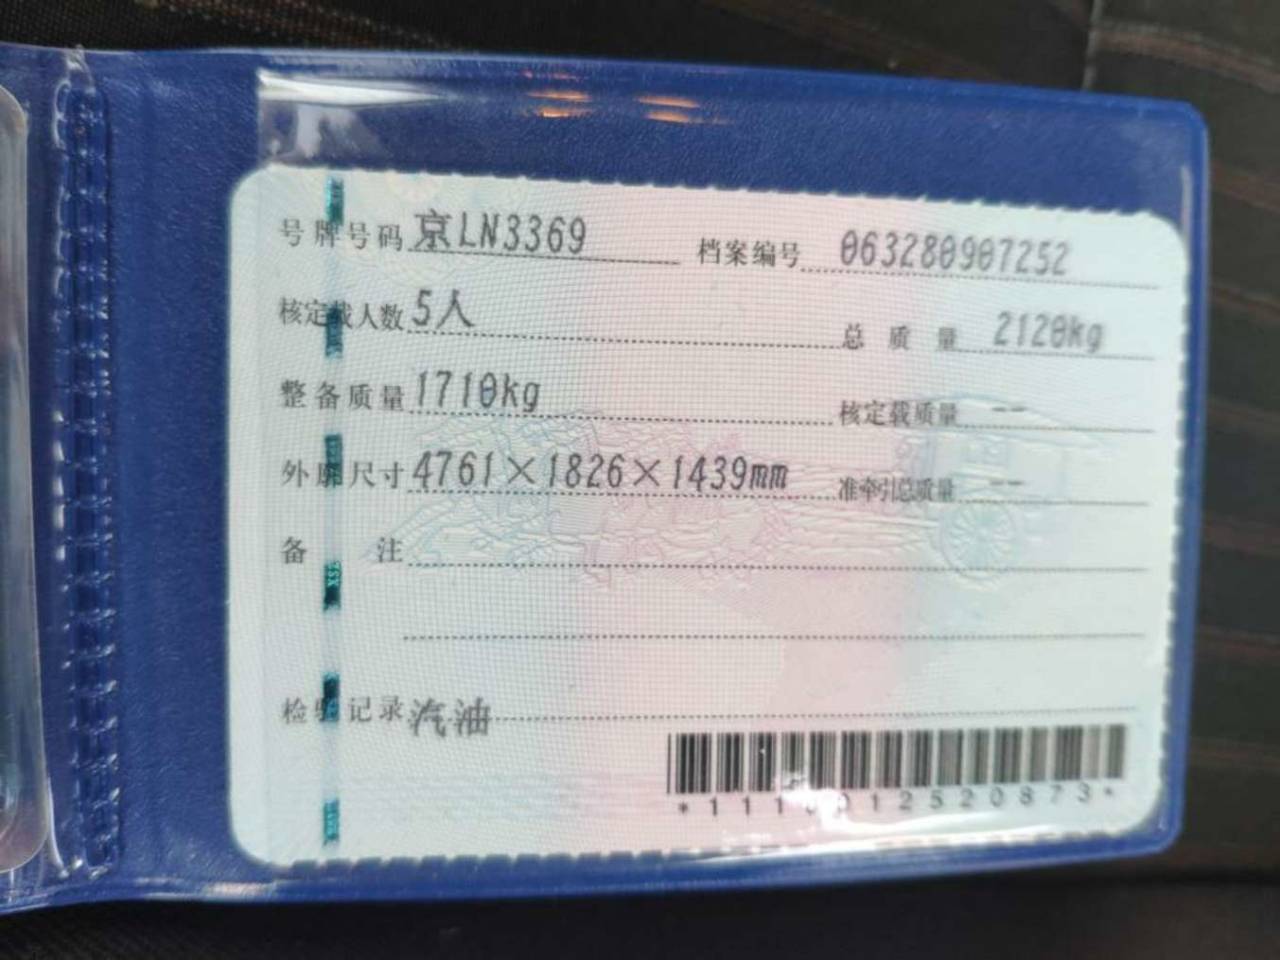 号牌号码 京LN3369 档案编号 063280907252
核定载人数 5人 总质量 2120kg
整备质量 1710kg 核定载质量 --
外廓尺寸 4761×1826×1439mm 准牵引总质量 --
备注
检验记录 汽油